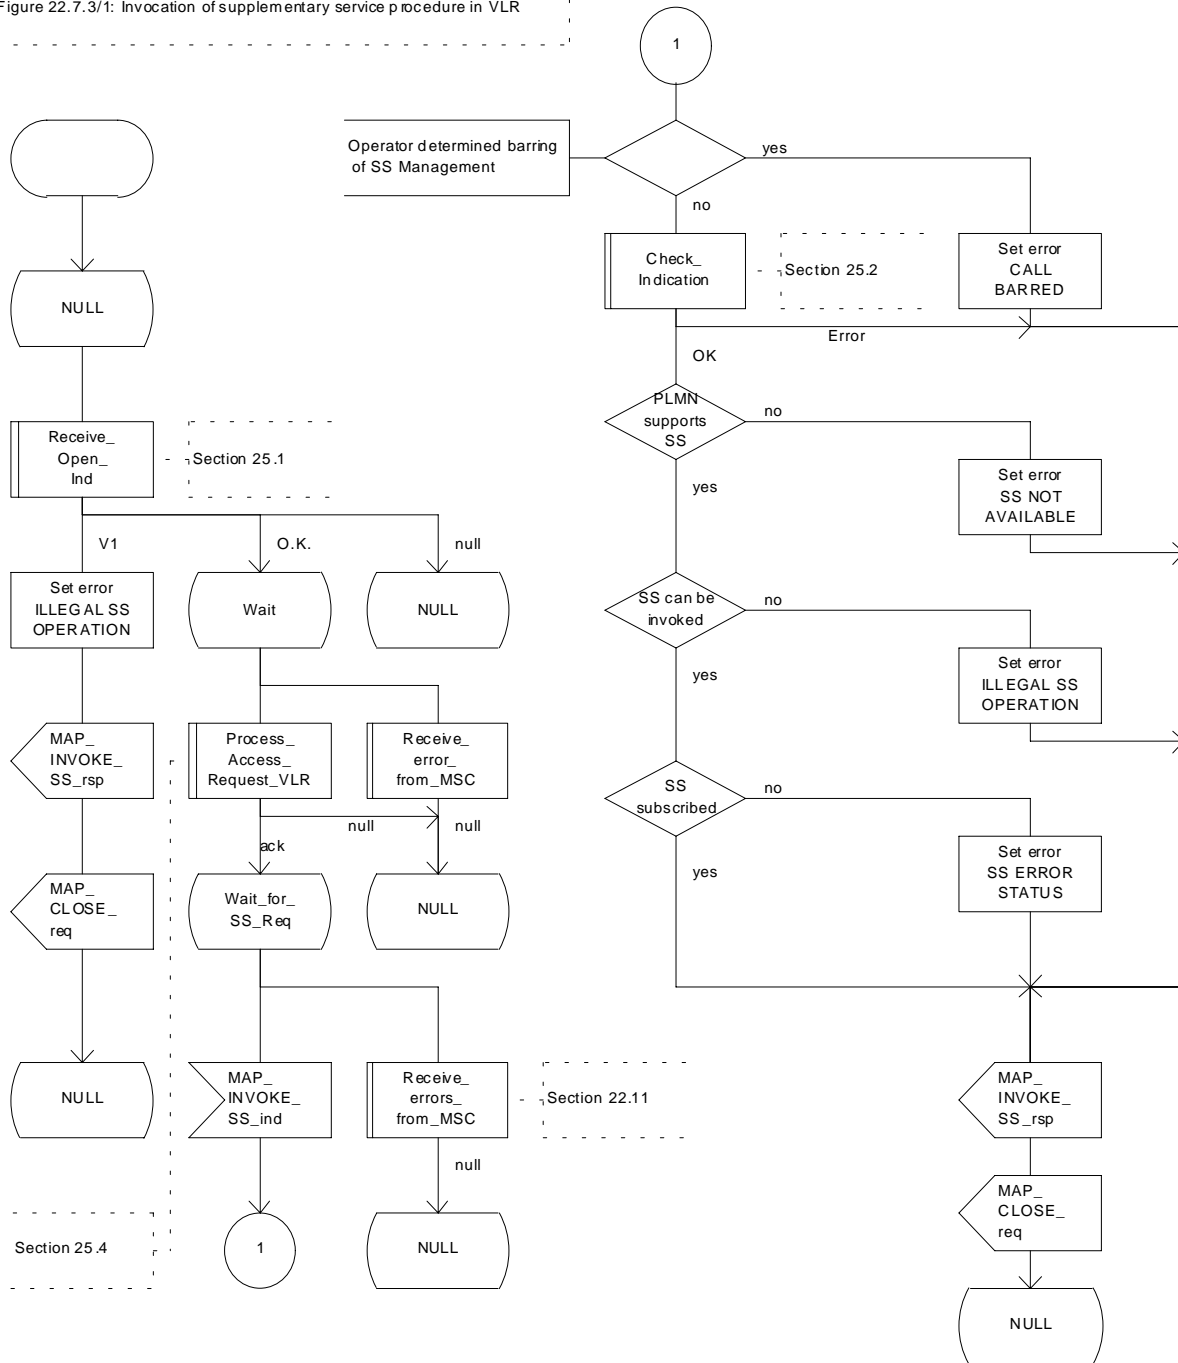 Figure 22.7.3/1: Invocation of supplementary service procedure in VLR
NULL
Receive_
Open_
Ind
Section 25.1
V1
O.K.
null
Set error
ILLEGAL SS
OPERATION
Wait
NULL
MAP_
INVOKE_
SS_rsp
Process_
Access_
Request_VLR
Receive_
error_
from_MSC
null
null
ack
MAP_
CLOSE_
req
Wait_for_
SS_Req
NULL
NULL
MAP_
INVOKE_
SS_ind
Receive_
errors_
from_MSC
Section 22.11
null
Section 25.4
1
NULL
1
Operator determined barring
of SS Management
yes
no
Check_
Indication
Section 25.2
Set error
CALL
BARRED
Error
OK
PLMN
supports
SS
no
yes
Set error
SS NOT
AVAILABLE
SS can be
invoked
no
yes
Set error
ILLEGAL SS
OPERATION
SS
subscribed
no
yes
Set error
SS ERROR
STATUS
MAP_
INVOKE_
SS_rsp
MAP_
CLOSE_
req
NULL